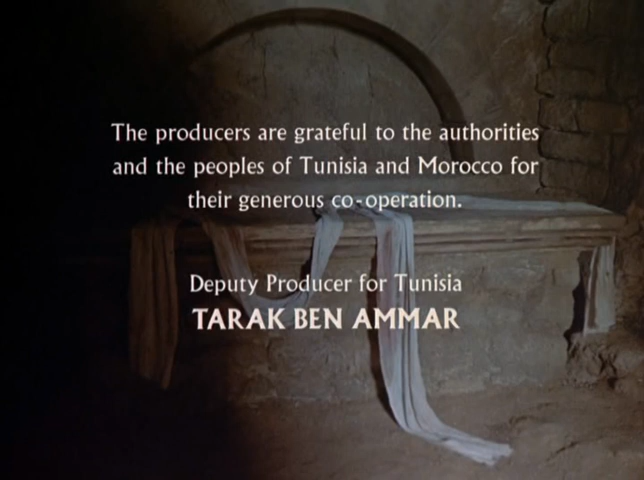 The producers are grateful to the authorities
and the peoples of Tunisia and Morocco for
their generous co-operation.
Deputy Producer for Tunisia
TARAK BEN AMMAR